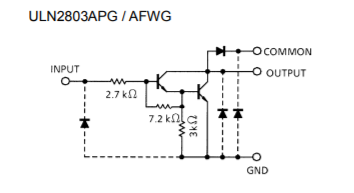 ULN2803APG / AFWG
COMMON
INPUT
OUTPUT
2.7 kΩ
7.2 kΩ
3kΩ
GND